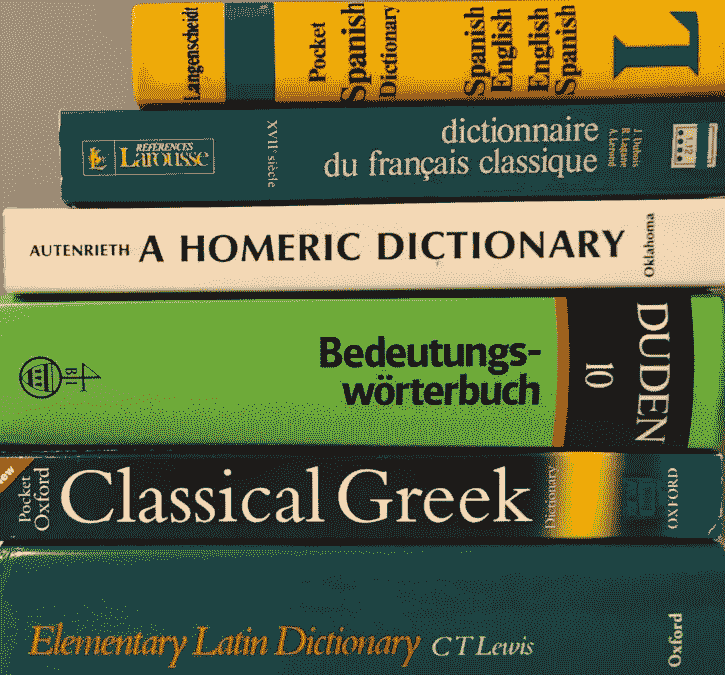 Langenscheidt
Pocket
Spanish
Dictionary
Spanish
English
English
Spanish
L
RÉFÉRENCES
Larousse
XVIIe siècle
dictionnaire
du français classique
J. Dubois
R. Lagane
A. Lerond
AUTENRIETH A HOMERIC DICTIONARY Oklahoma
BI
Bedeutungs-
wörterbuch
10
DUDEN
New
Pocket
Oxford
Classical Greek
Dictionary
OXFORD
Elementary Latin Dictionary C T Lewis
Oxford